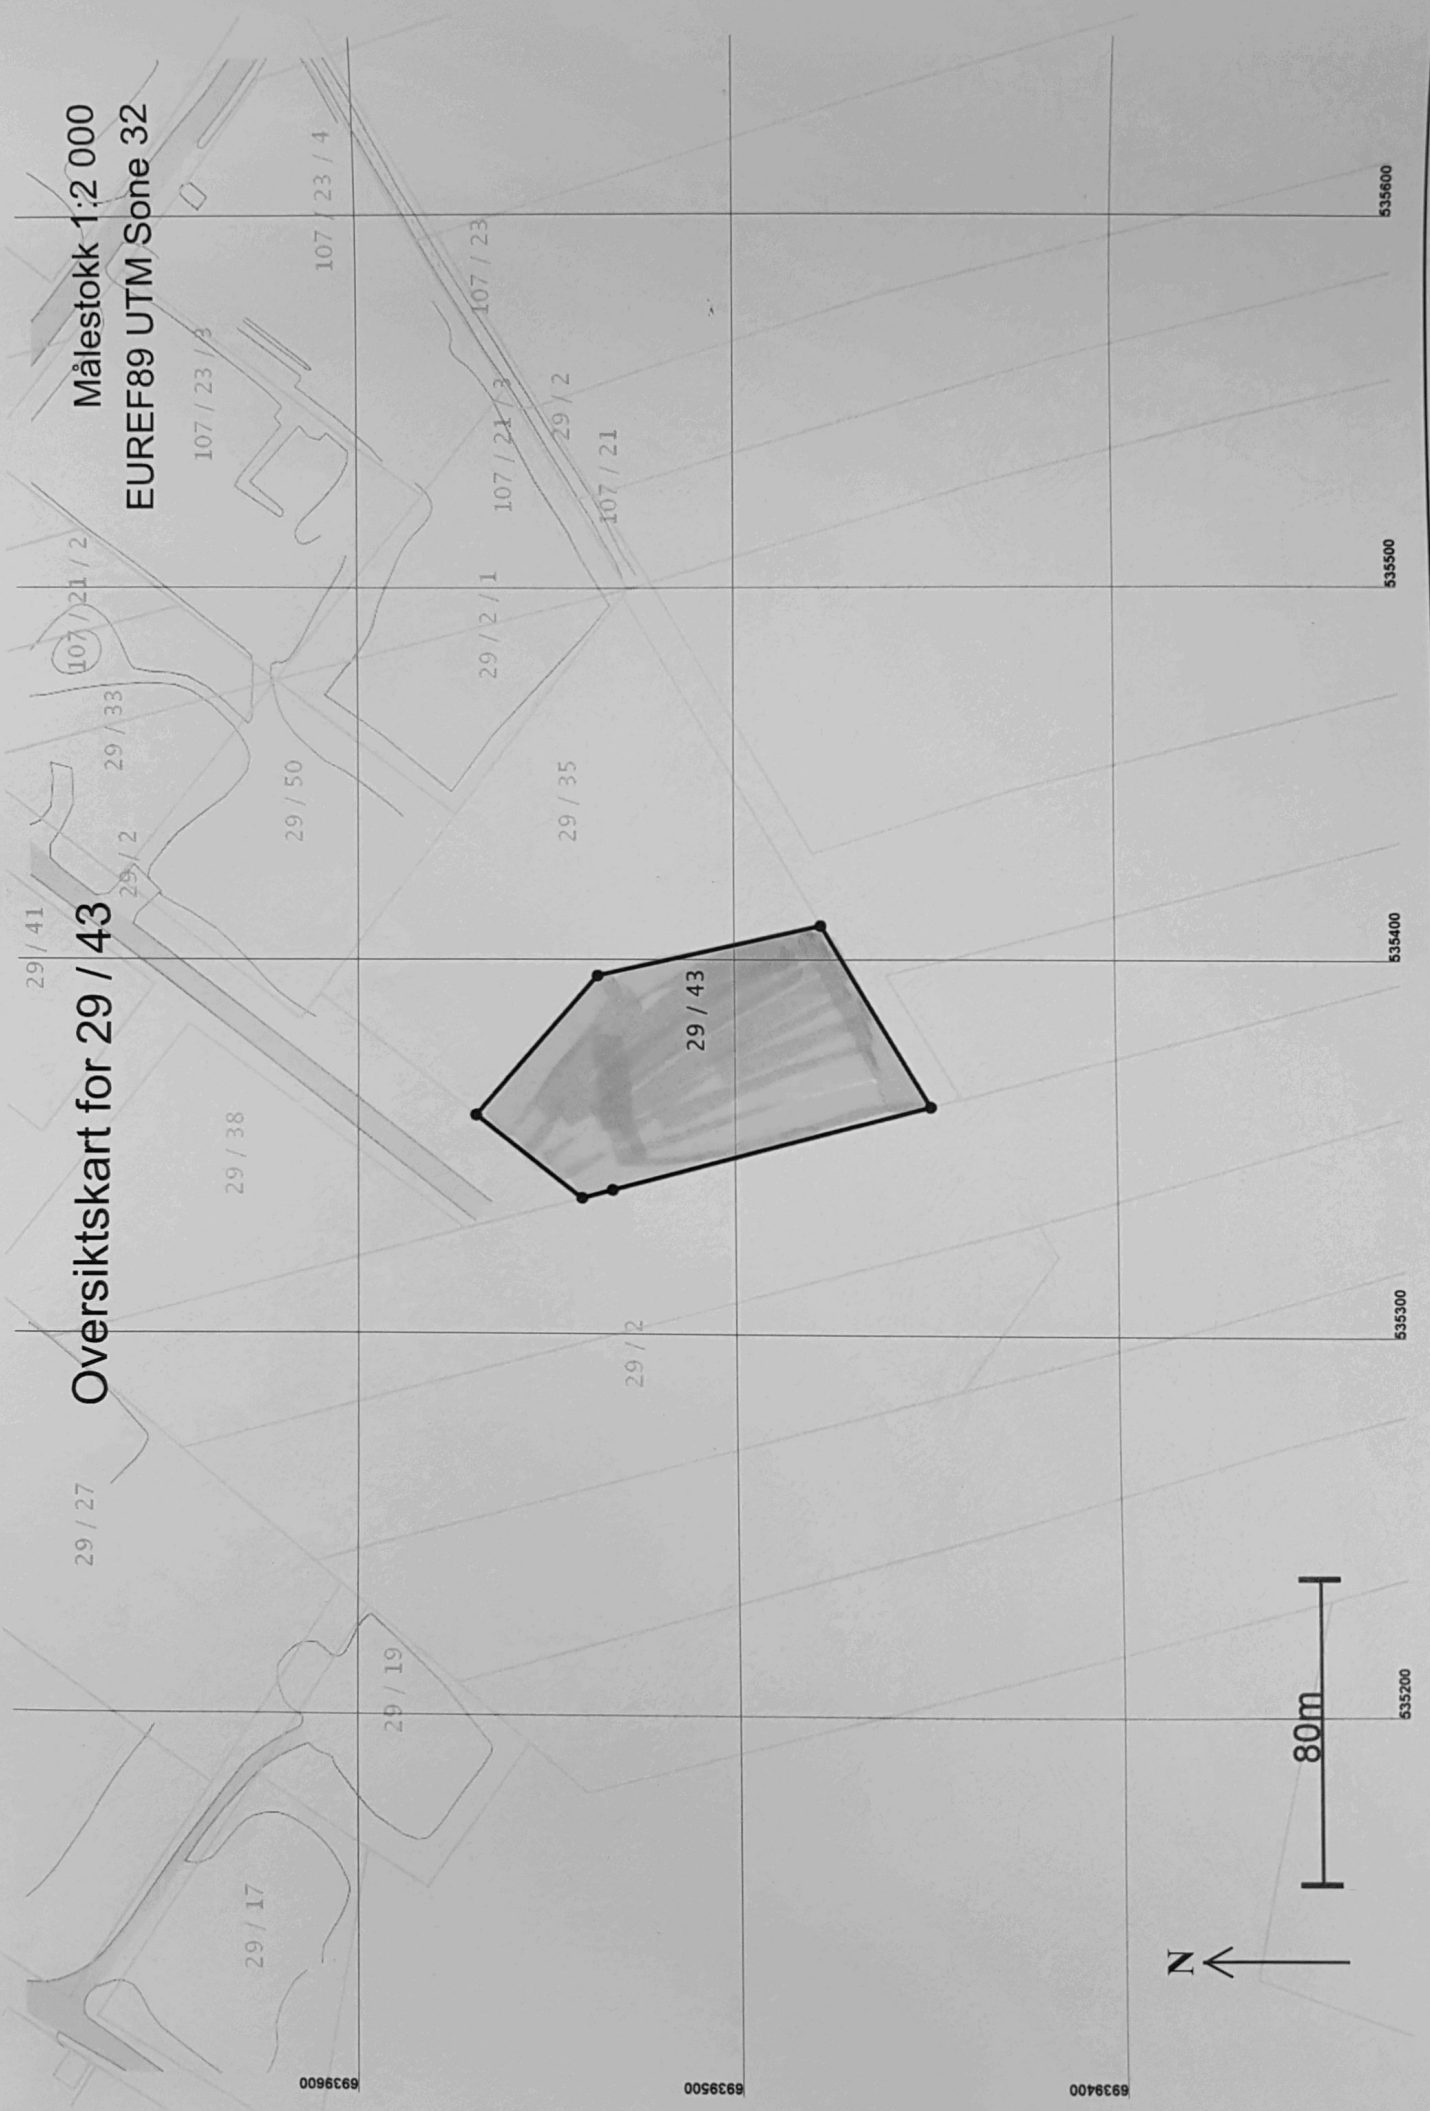 Oversiktskart for 29 / 43
Målestokk 1:2 000
EUREF89 UTM Sone 32
29 / 27
29 / 41
29 / 2
29 / 33
107 / 21 / 2
107 / 23 / 3
107 / 23 / 4
29 / 17
29 / 38
29 / 50
29 / 19
29 / 2 / 1
107 / 21 / 3
107 / 23
29 / 35
29 / 2
107 / 21
29 / 2
29 / 43
6939600
6939500
6939400
N
80m
535200
535300
535400
535500
535600